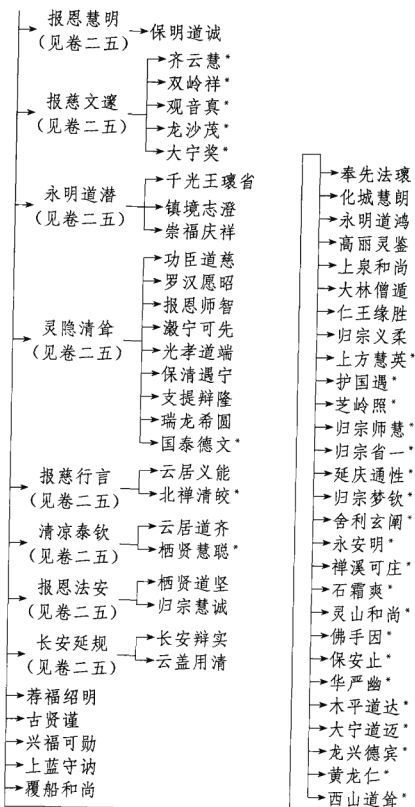 报恩慧明
（见卷二五）
保明道诚
报慈文邃
（见卷二五）
齐云慧*
双岭祥*
观音真*
龙沙茂*
大宁奖*
永明道潜
（见卷二五）
千光王瓌省
镇境志澄
崇福庆祥
灵隐清耸
（见卷二五）
功臣道慈
罗汉愿昭
报恩师智
瀫宁可先
光孝道端
保清遇宁
支提辩隆
瑞龙希圆
国泰德文*
报慈行言
（见卷二五）
云居义能
北禅清皎*
清凉泰钦
（见卷二五）
云居道齐
栖贤慧聪*
报恩法安
（见卷二五）
栖贤道坚
归宗慧诚
长安延规
（见卷二五）
长安辩实
云盖用清
荐福绍明
古贤谨
兴福可勋
上蓝守讷
覆船和尚
奉先法瓌
化城慧朗
永明道鸿
高丽灵鉴
上泉和尚
大林僧遁
仁王缘胜
归宗义柔
上方慧英*
护国遇*
芝岭照*
归宗师慧*
归宗省一*
延庆通性*
归宗梦钦*
舍利玄阐*
永安明*
禅溪可庄*
石霜爽*
灵山和尚*
佛手因*
保安止*
华严幽*
木平道达*
大宁道迈*
龙兴德宾*
黄龙仁*
西山道耸*